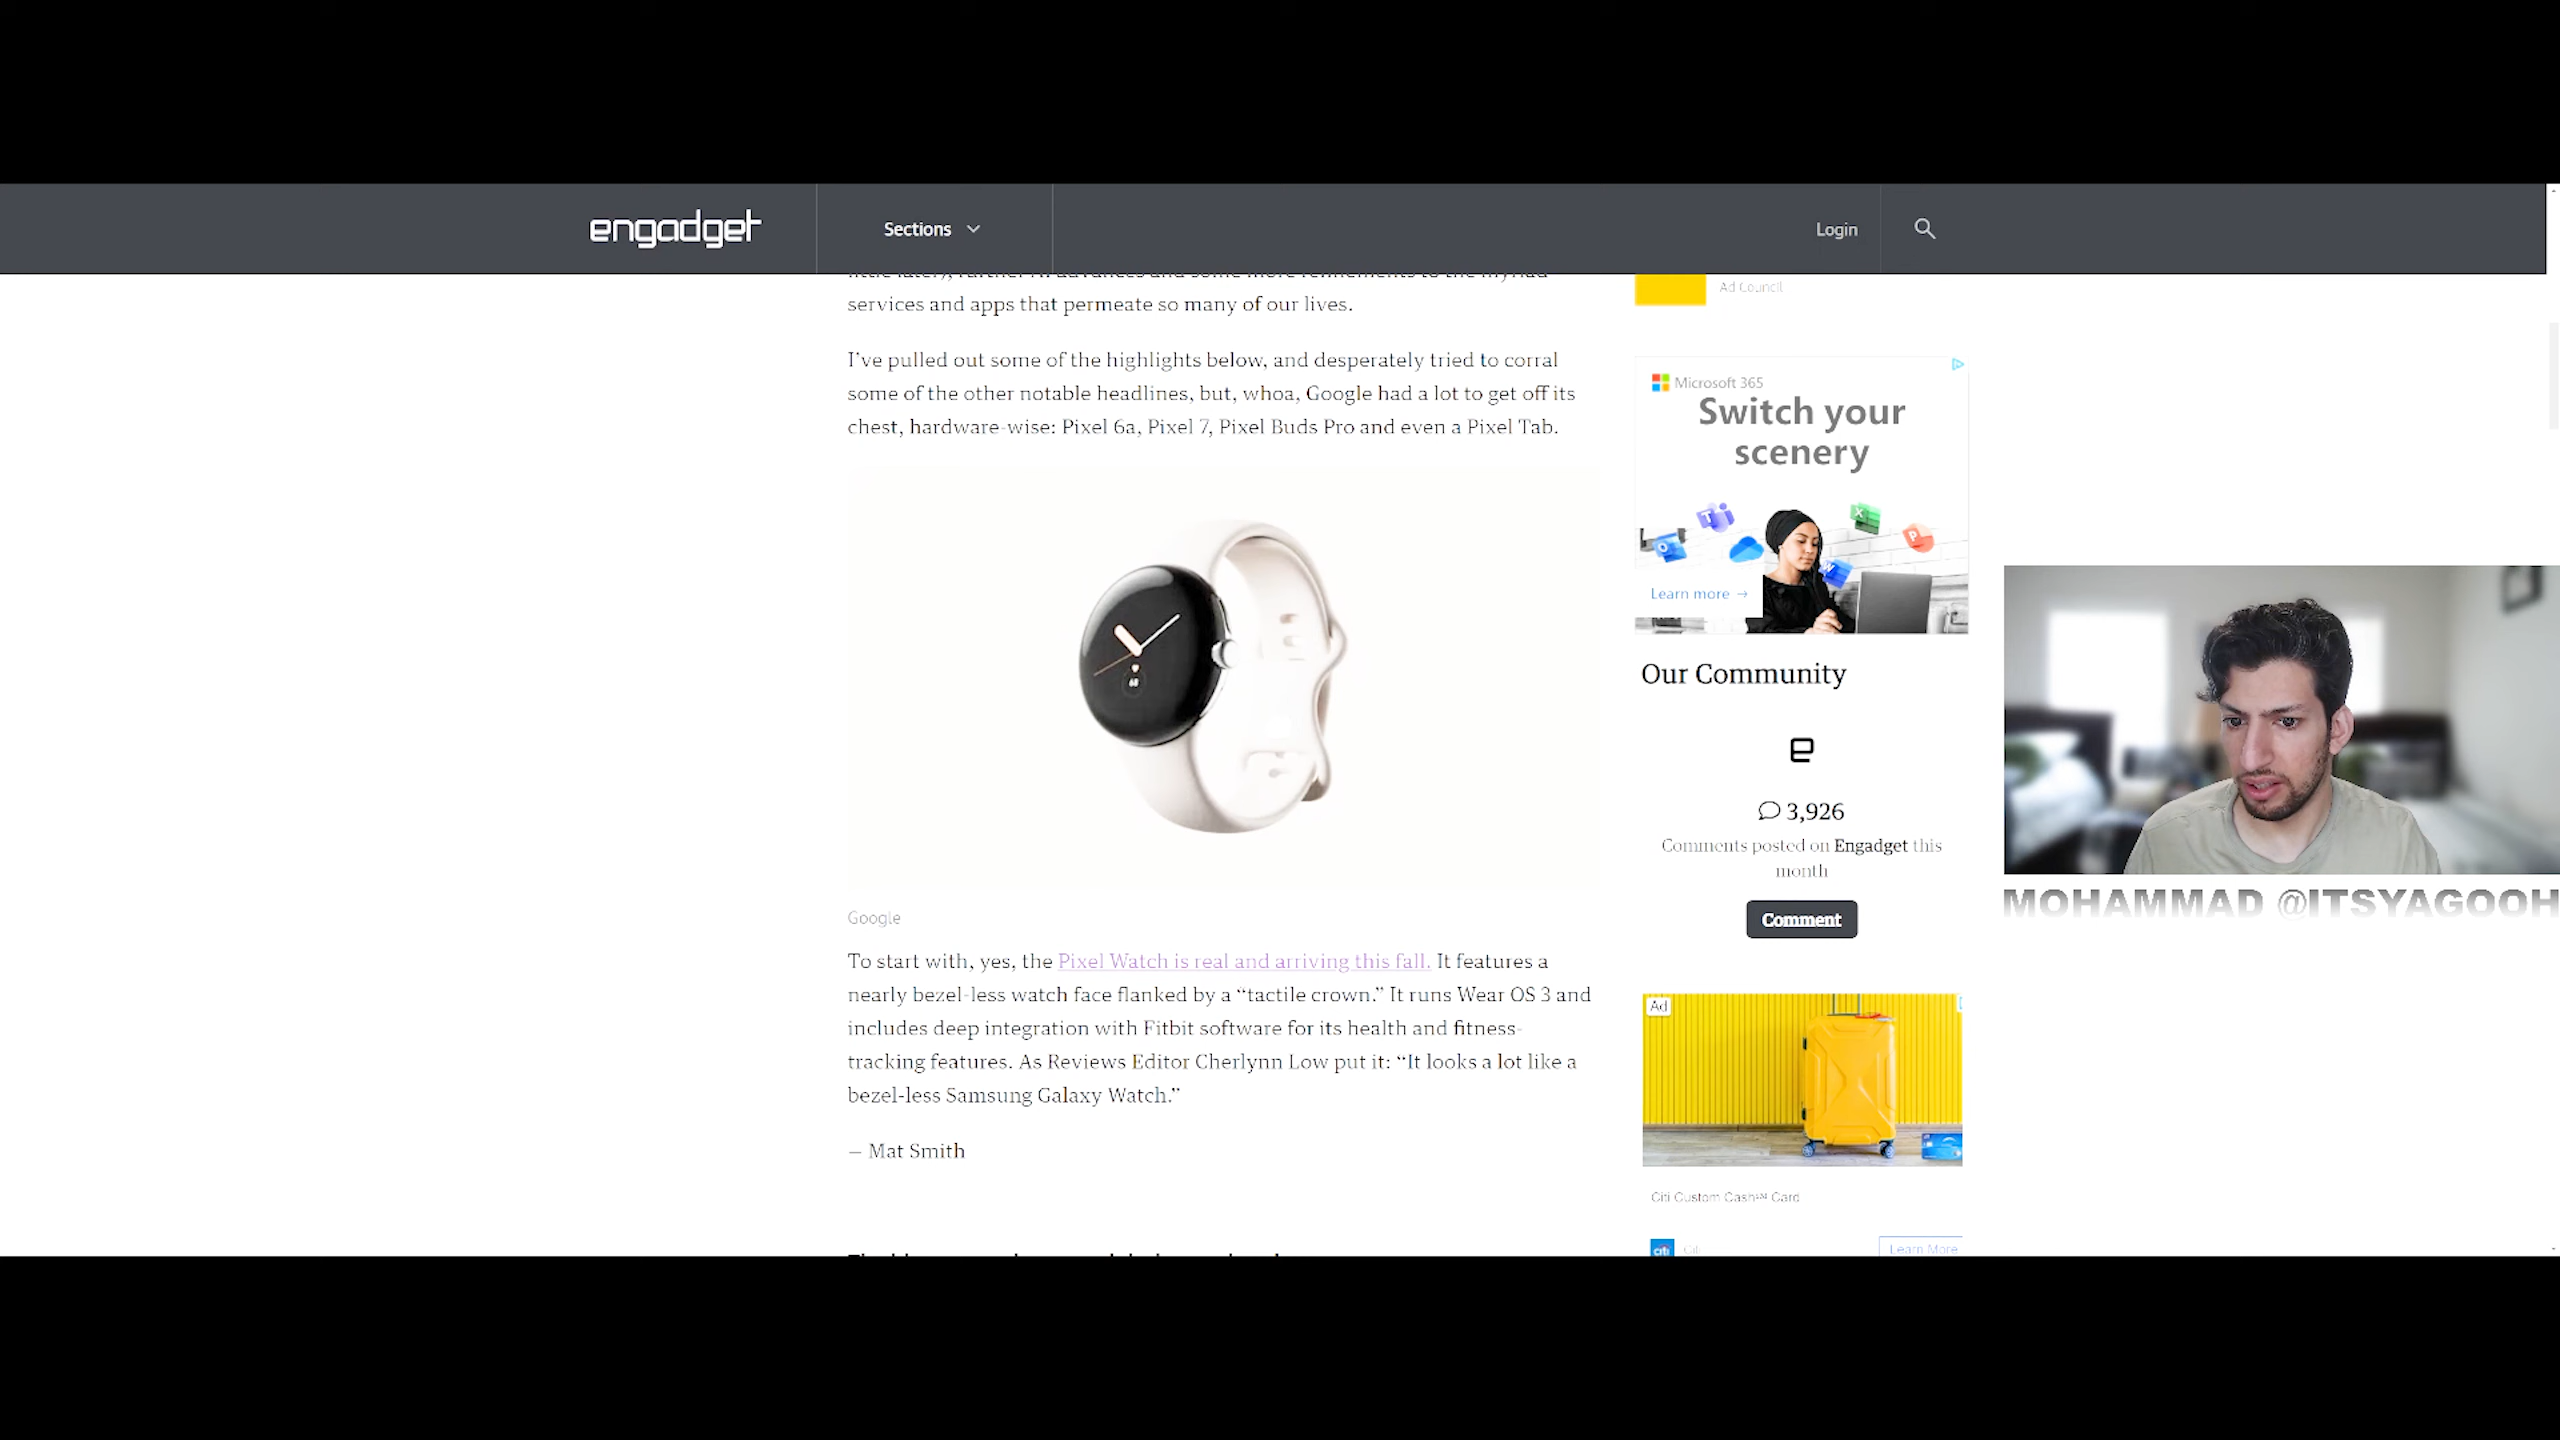 engadget
Sections
Login
services and apps that permeate so many of our lives.
I've pulled out some of the highlights below, and desperately tried to corral
some of the other notable headlines, but, whoa, Google had a lot to get off its
chest, hardware-wise: Pixel 6a, Pixel 7, Pixel Buds Pro and even a Pixel Tab.
68
Google
To start with, yes, the Pixel Watch is real and arriving this fall. It features a
nearly bezel-less watch face flanked by a “tactile crown.” It runs Wear OS 3 and
includes deep integration with Fitbit software for its health and fitness-
tracking features. As Reviews Editor Cherlynn Low put it: “It looks a lot like a
bezel-less Samsung Galaxy Watch.”
— Mat Smith
Ad Council
Microsoft 365
Switch your
scenery
Learn more →
Our Community
e
3,926
Comments posted on Engadget this
month
Comment
Ad
Citi Custom Cash℠ Card
citi
Citi
Learn More
MOHAMMAD @ITSYAGOOH